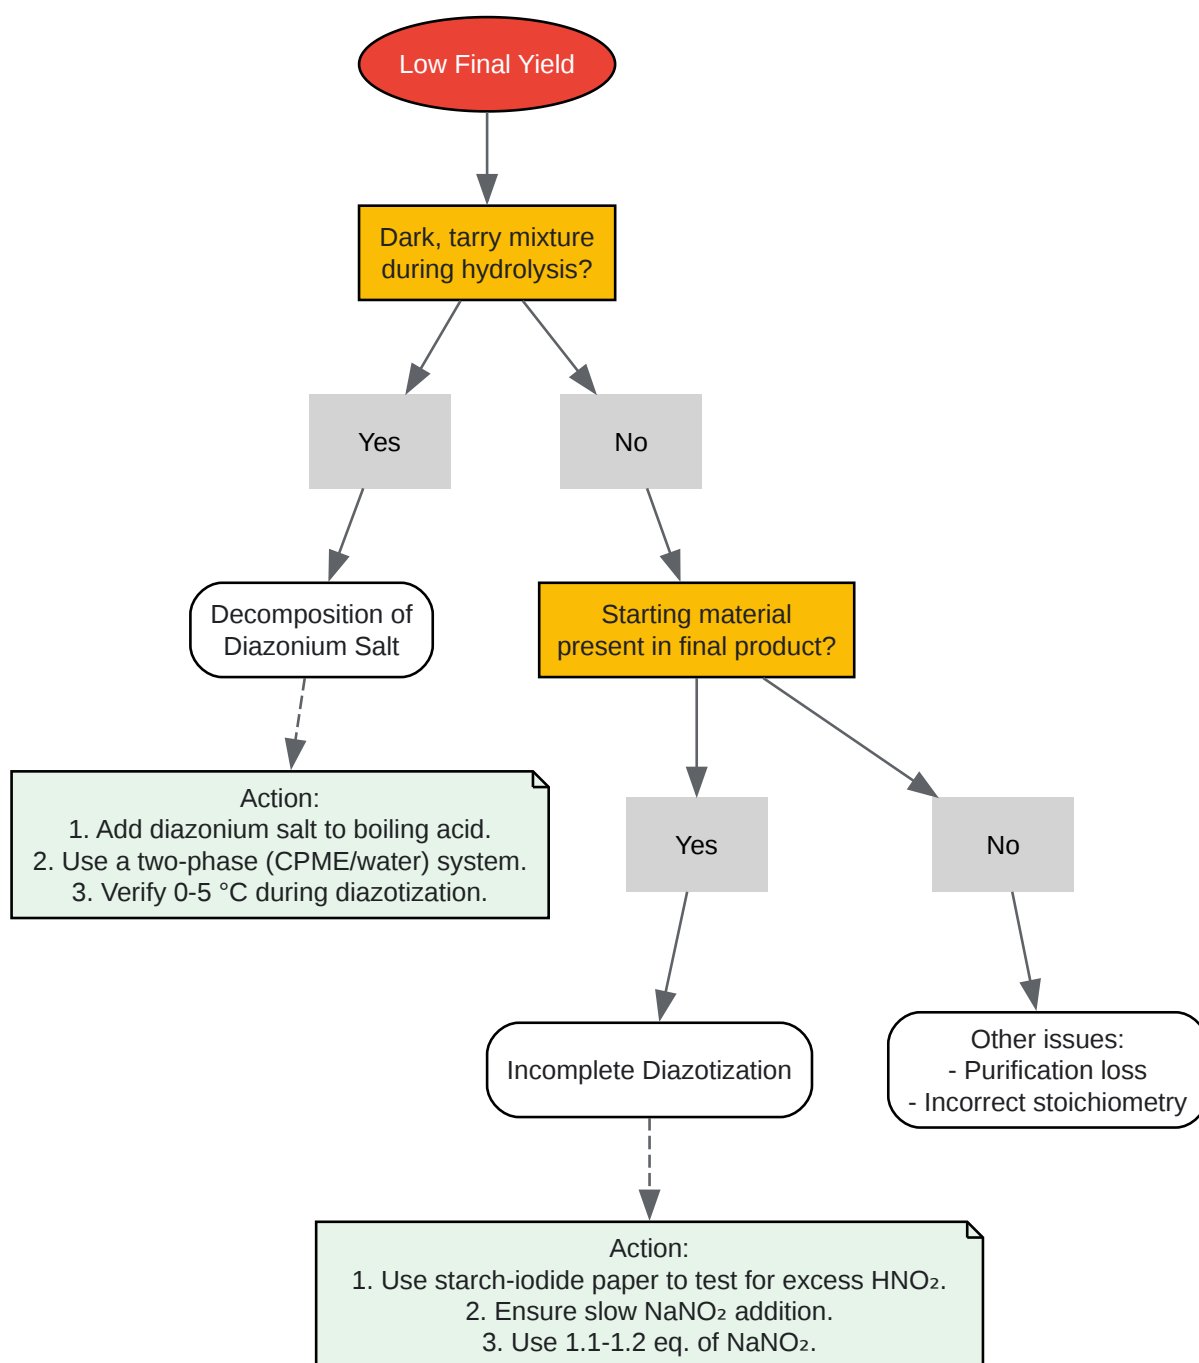 Low Final Yield
Dark, tarry mixture
during hydrolysis?
Yes
No
Decomposition of
Diazonium Salt
Starting material
present in final product?
Action:
1. Add diazonium salt to boiling acid.
2. Use a two-phase (CPME/water) system.
3. Verify 0-5 °C during diazotization.
Yes
No
Incomplete Diazotization
Other issues:
- Purification loss
- Incorrect stoichiometry
Action:
1. Use starch-iodide paper to test for excess HNO₂.
2. Ensure slow NaNO₂ addition.
3. Use 1.1-1.2 eq. of NaNO₂.